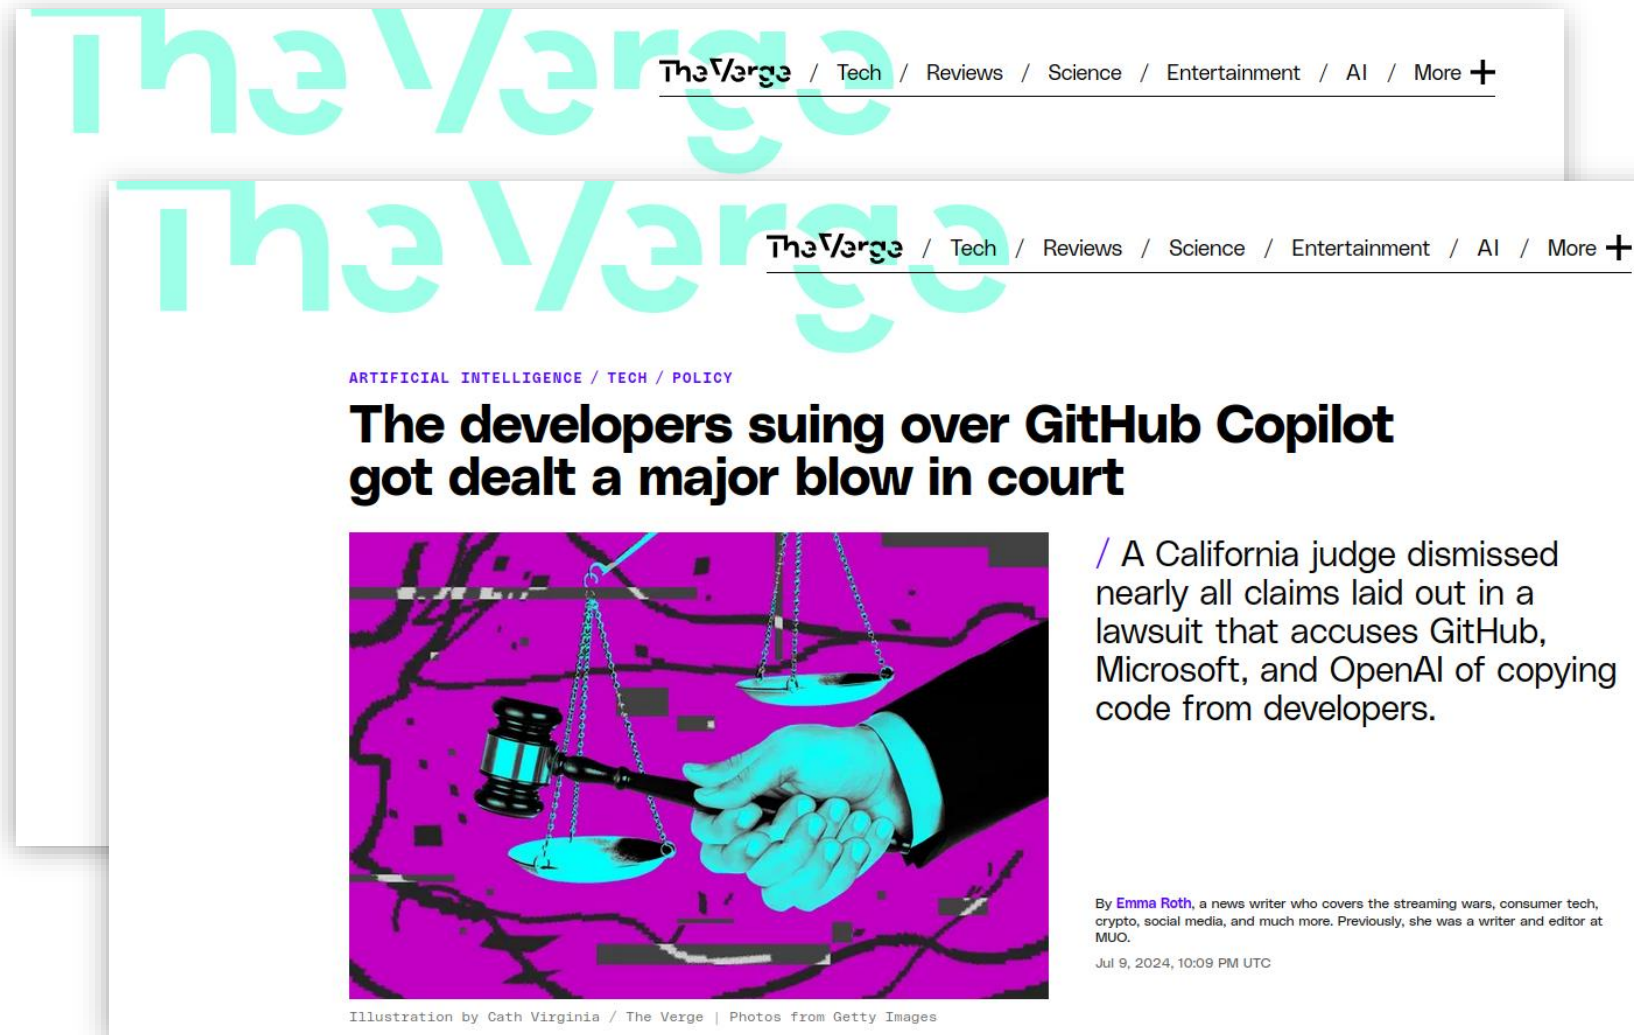 The Verge
The Verge / Tech / Reviews / Science / Entertainment / AI / More +
The Verge
The Verge / Tech / Reviews / Science / Entertainment / AI / More +
ARTIFICIAL INTELLIGENCE / TECH / POLICY
The developers suing over GitHub Copilot
got dealt a major blow in court
/ A California judge dismissed
nearly all claims laid out in a
lawsuit that accuses GitHub,
Microsoft, and OpenAI of copying
code from developers.
By Emma Roth, a news writer who covers the streaming wars, consumer tech,
crypto, social media, and much more. Previously, she was a writer and editor at
MUO.
Jul 9, 2024, 10:09 PM UTC
Illustration by Cath Virginia / The Verge | Photos from Getty Images